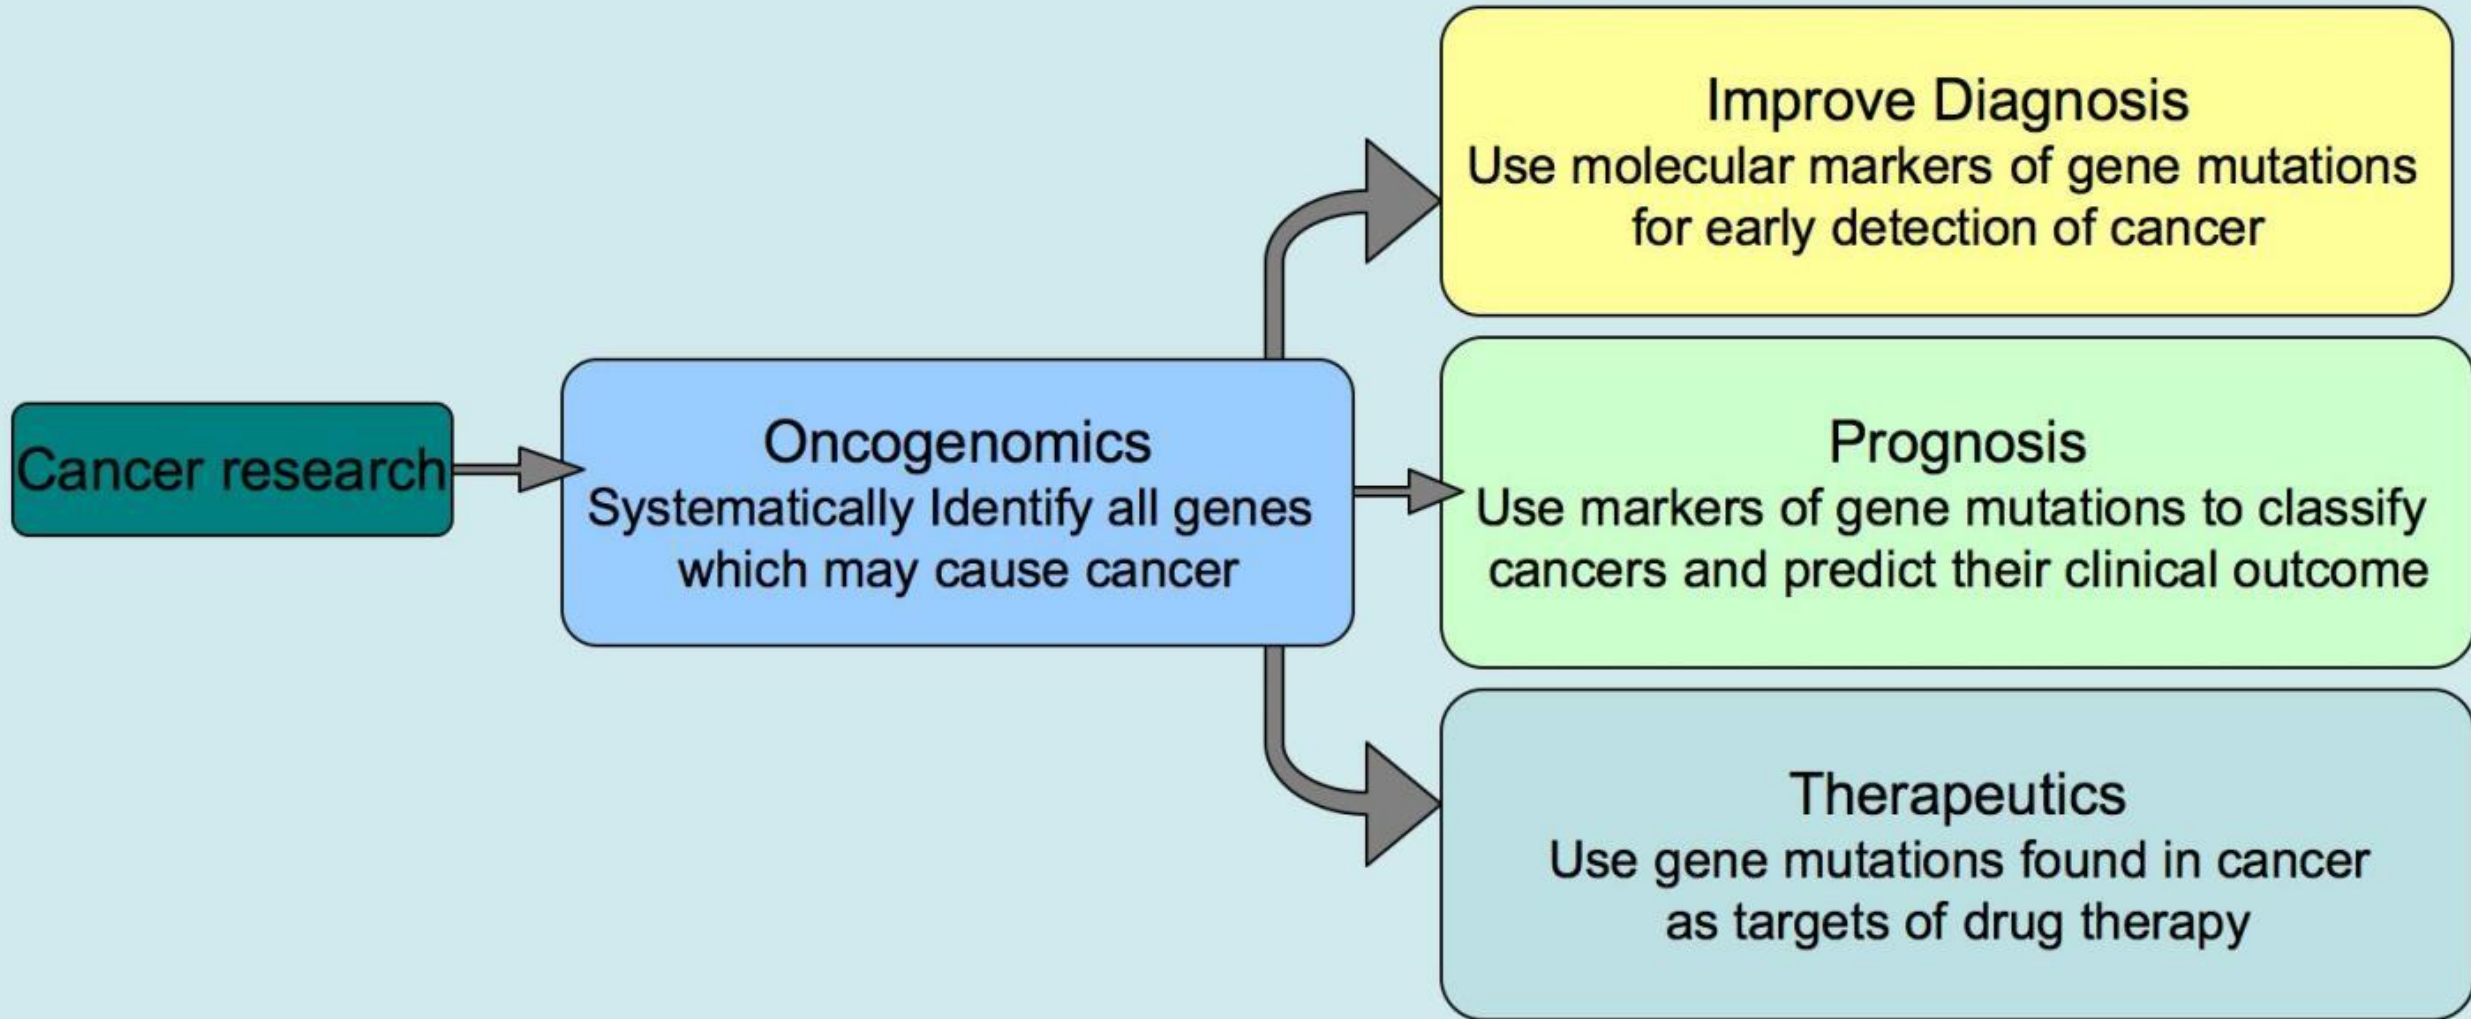 Cancer research
Oncogenomics
Systematically Identify all genes
which may cause cancer
Improve Diagnosis
Use molecular markers of gene mutations
for early detection of cancer
Prognosis
Use markers of gene mutations to classify
cancers and predict their clinical outcome
Therapeutics
Use gene mutations found in cancer
as targets of drug therapy